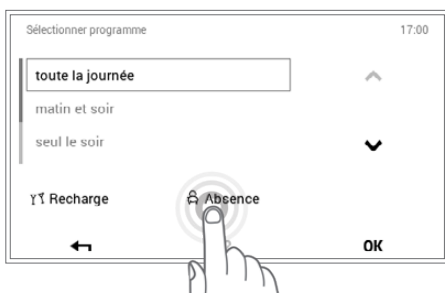 Sélectionner programme 17:00
toute la journée
matin et soir
seul le soir
Recharge Absence
OK